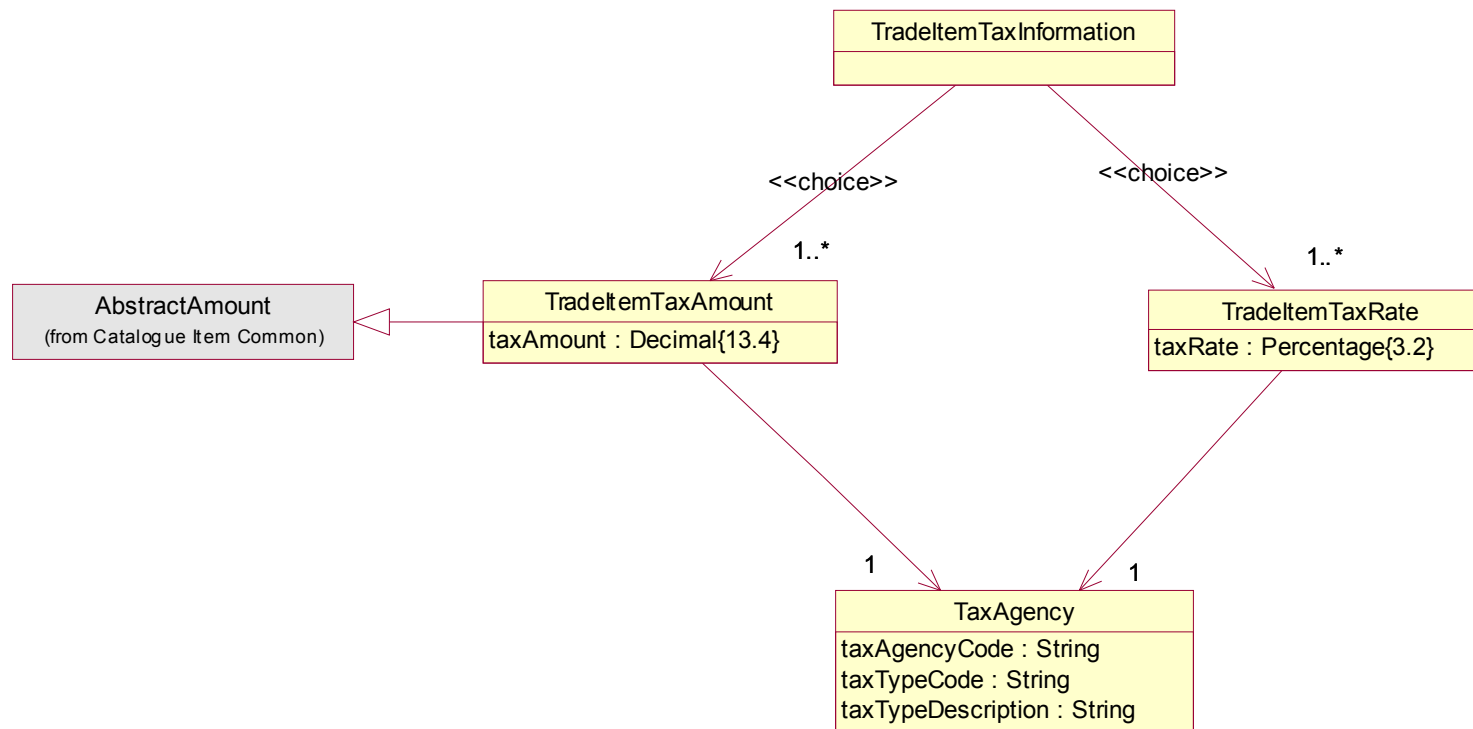 TradeItemTaxInformation
<<choice>>
<<choice>>
1..*
1..*
AbstractAmount
(from Catalogue Item Common)
TradeItemTaxAmount
taxAmount : Decimal{13.4}
TradeItemTaxRate
taxRate : Percentage{3.2}
1
1
TaxAgency
taxAgencyCode : String
taxTypeCode : String
taxTypeDescription : String